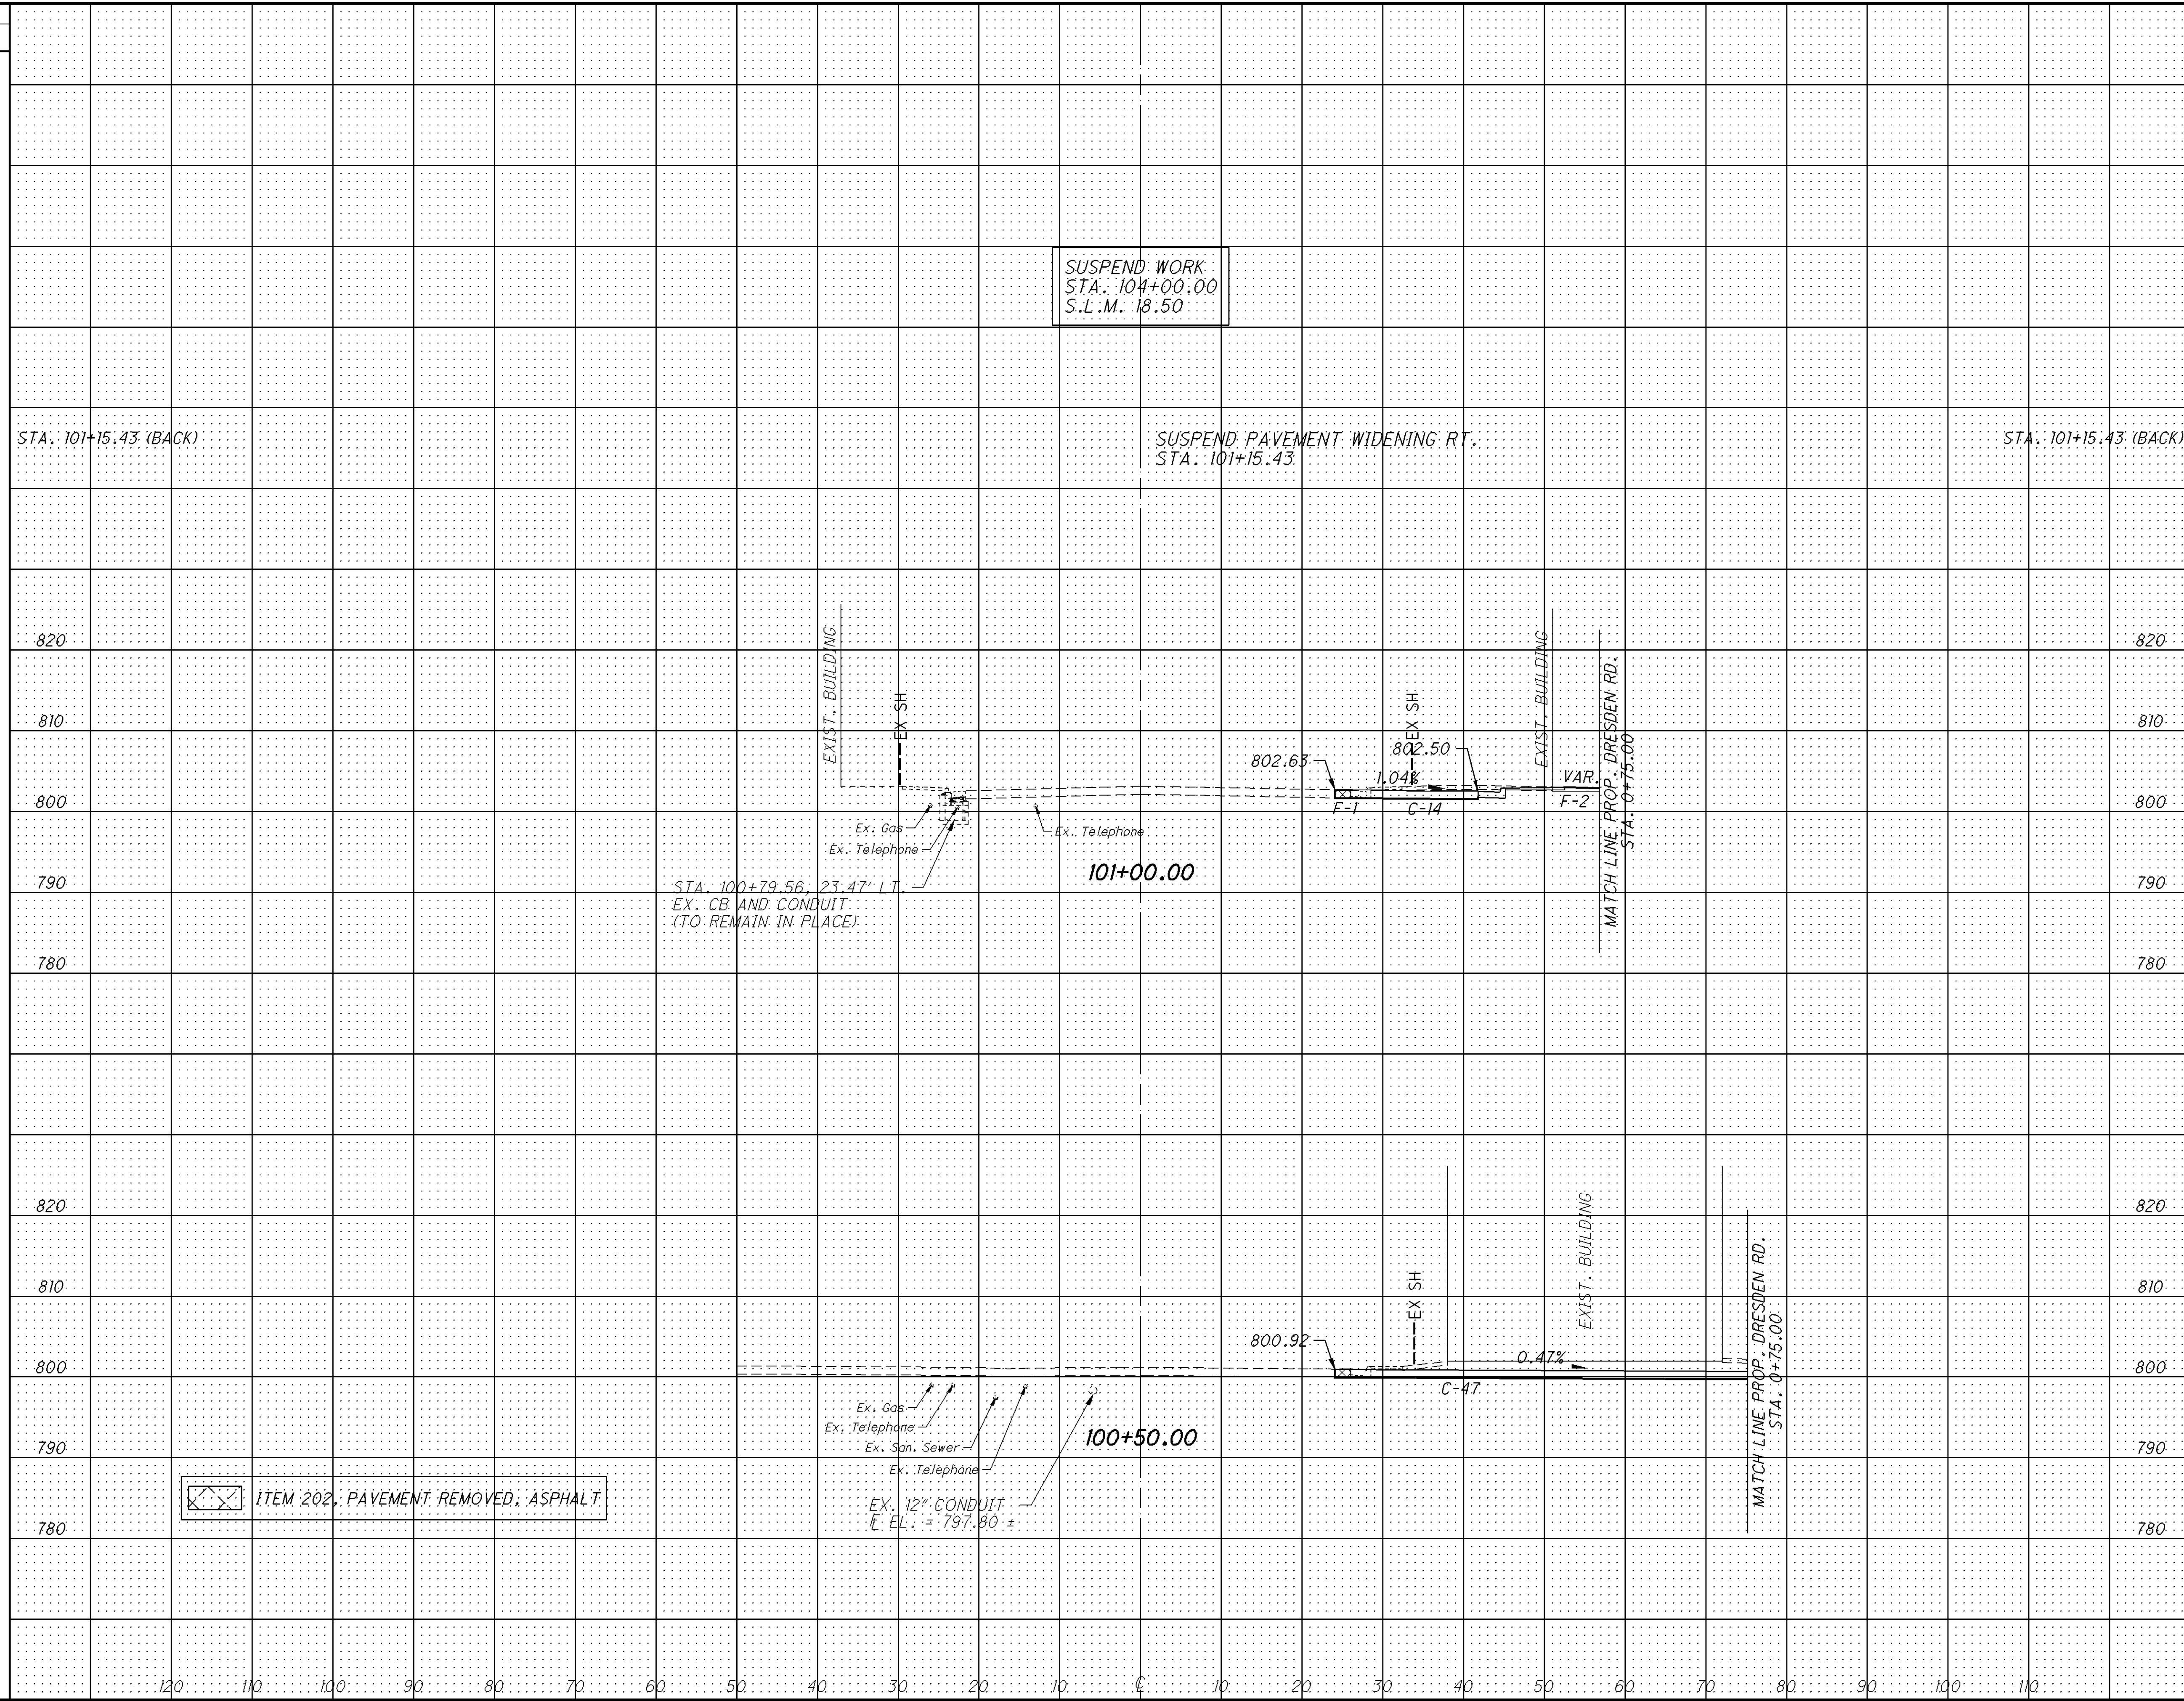 SUSPEND WORK
STA. 104+00.00
S.L.M. 18.50
STA. 101+15.43 (BACK)
SUSPEND PAVEMENT WIDENING RT.
STA. 101+15.43
STA. 101+15.43 (BACK)
820
810
800
790
780
EXIST. BUILDING
EX SH
Ex. Gas
Ex. Telephone
STA. 100+79.56, 23.47' LT.
EX. CB AND CONDUIT
(TO REMAIN IN PLACE)
Ex. Telephone
101+00.00
802.63
EX SH
802.50
1.04%
F-1
C-14
EXIST. BUILDING
VAR.
F-2
MATCH LINE PROP. DRESDEN RD.
STA. 0+75.00
820
810
800
790
780
820
810
800
790
780
Ex. Gas
Ex. Telephone
Ex. San. Sewer
Ex. Telephone
EX. 12" CONDUIT
FL EL. = 797.80 ±
100+50.00
800.92
EX SH
EXIST. BUILDING
0.47%
C-47
MATCH LINE PROP. DRESDEN RD.
STA. 0+75.00
820
810
800
790
780
ITEM 202, PAVEMENT REMOVED, ASPHALT
120 110 100 90 80 70 60 50 40 30 20 10 ℄ 10 20 30 40 50 60 70 80 90 100 110